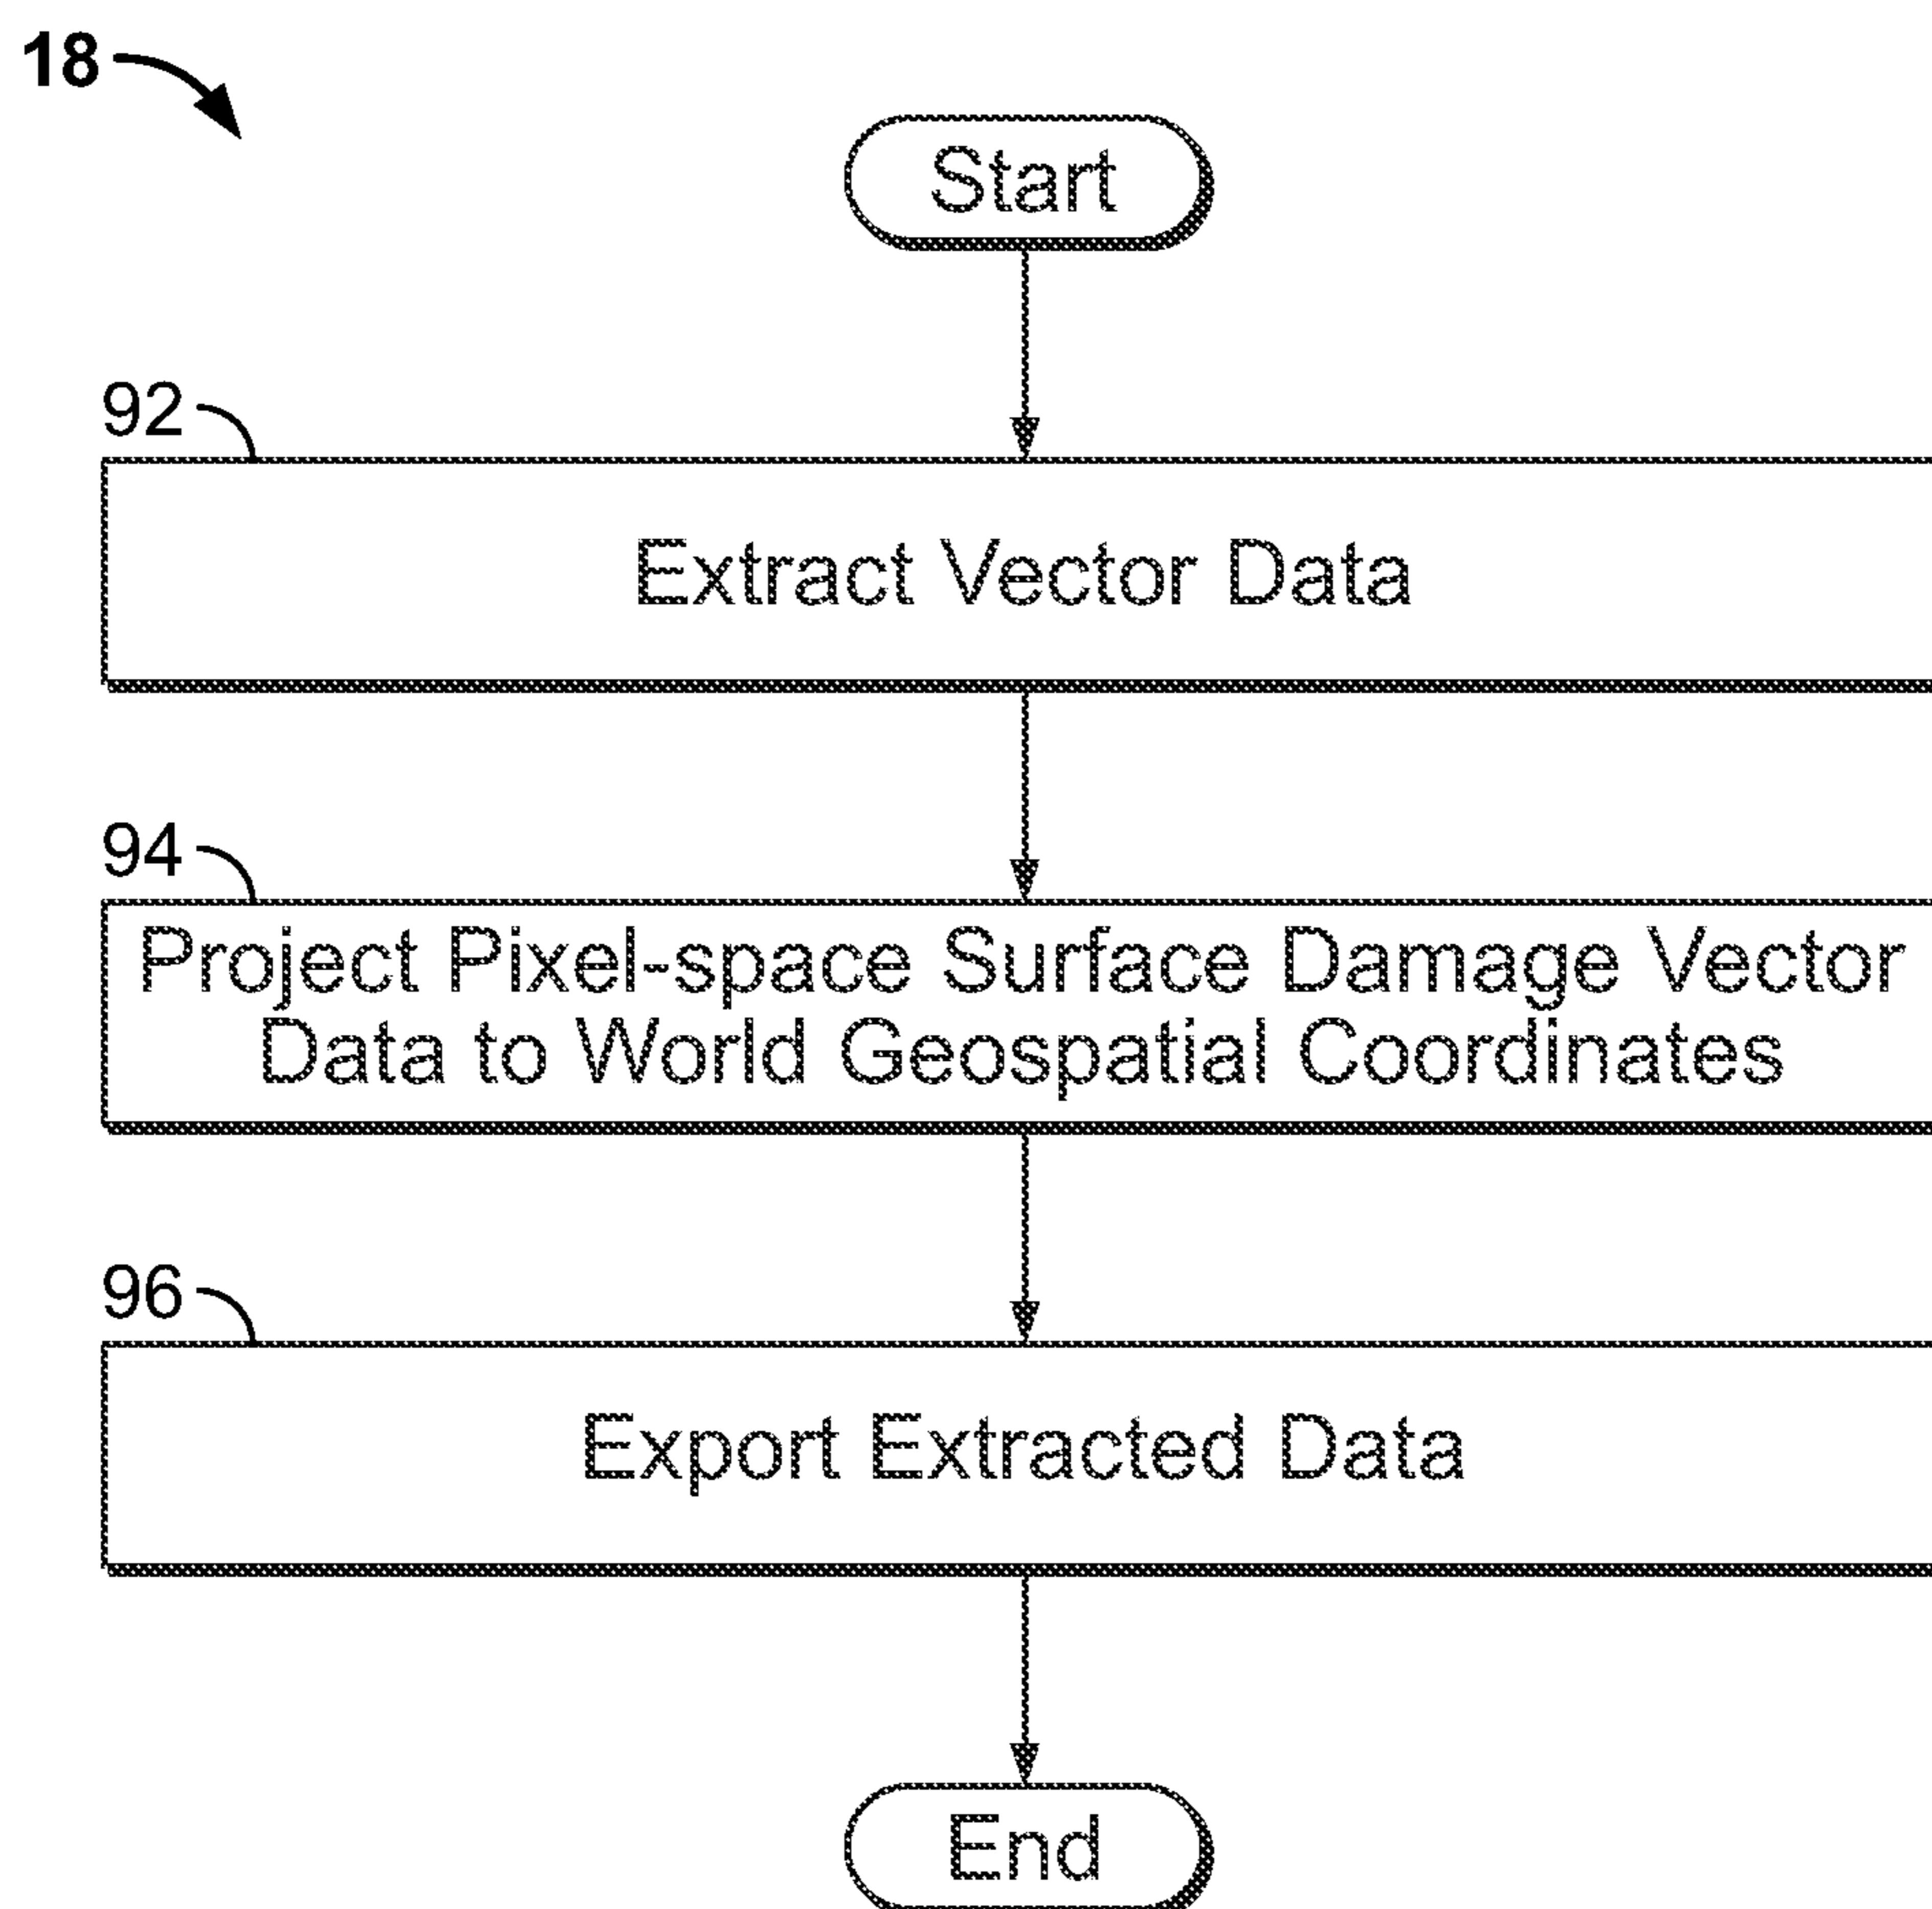 18
Start
92
Extract Vector Data
94
Project Pixel-space Surface Damage Vector
Data to World Geospatial Coordinates
96
Export Extracted Data
End